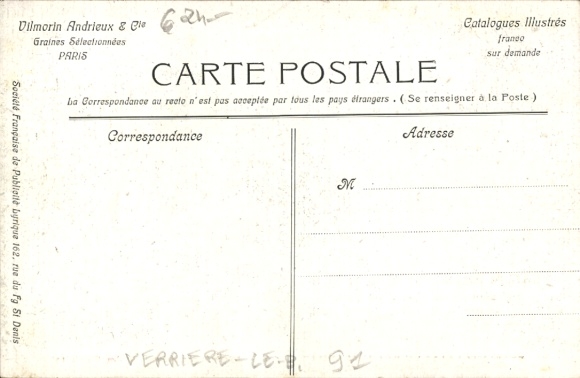 Vilmorin Andrieux & Cie
Graines Sélectionnées
PARIS
Catalogues Illustrés
franco
sur demande
CARTE POSTALE
La Correspondance au recto n'est pas acceptée par tous les pays étrangers. (Se renseigner à la Poste)
Correspondance
Adresse
M
Société Française de Publicité Lyrique 162, rue du Fg St Denis
VERRIERE-LE-B. 91